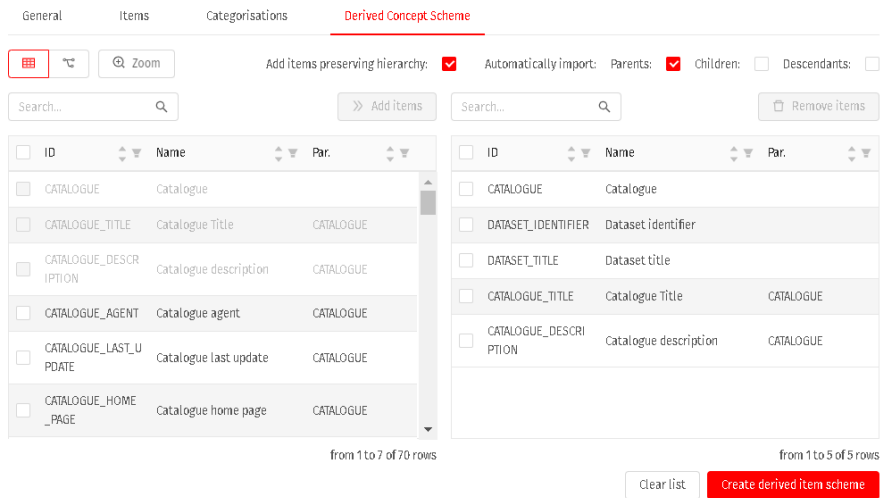 General Items Categorisations Derived Concept Scheme
Zoom Add items preserving hierarchy: Automatically import: Parents: Children: Descendants:
Search... Add items Search... Remove items
ID Name Par. ID Name Par.
CATALOGUE Catalogue
CATALOGUE_TITLE Catalogue Title CATALOGUE
CATALOGUE_DESCR
IPTION Catalogue description CATALOGUE
CATALOGUE_AGENT Catalogue agent CATALOGUE
CATALOGUE_LAST_U
PDATE Catalogue last update CATALOGUE
CATALOGUE_HOME
_PAGE Catalogue home page CATALOGUE
from 1 to 7 of 70 rows
CATALOGUE Catalogue
DATASET_IDENTIFIER Dataset identifier
DATASET_TITLE Dataset title
CATALOGUE_TITLE Catalogue Title CATALOGUE
CATALOGUE_DESCRI
PTION Catalogue description CATALOGUE
from 1 to 5 of 5 rows
Clear list Create derived item scheme